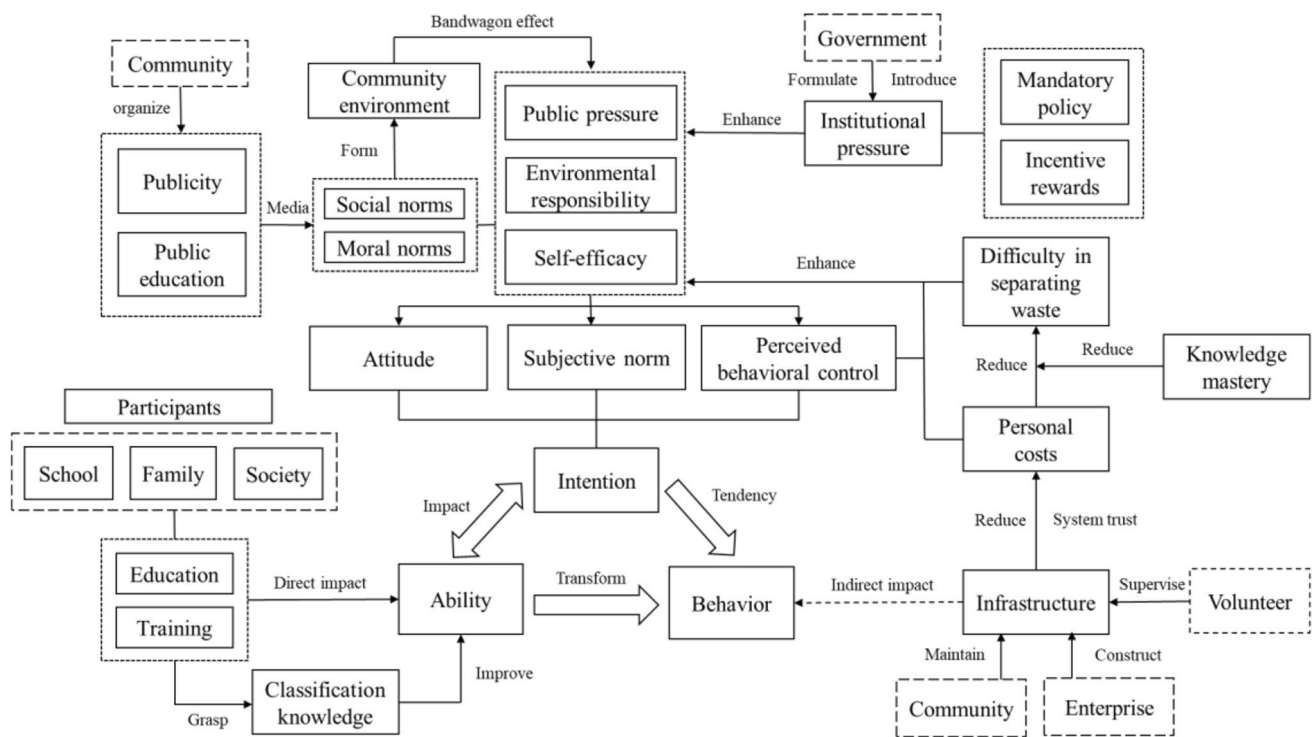 Bandwagon effect
Community
Government
organize
Community
environment
Formulate
Introduce
Mandatory
policy
Public pressure
Enhance
Institutional
pressure
Form
Publicity
Environmental
responsibility
Incentive
rewards
Media
Social norms
Moral norms
Public
education
Self-efficacy
Enhance
Difficulty in
separating
waste
Attitude
Subjective norm
Perceived
behavioral control
Reduce
Reduce
Knowledge
mastery
Participants
Personal
costs
School
Family
Society
Intention
Impact
Tendency
Reduce
System trust
Education
Training
Direct impact
Ability
Transform
Behavior
Indirect impact
Infrastructure
Supervise
Volunteer
Improve
Maintain
Construct
Grasp
Classification
knowledge
Community
Enterprise